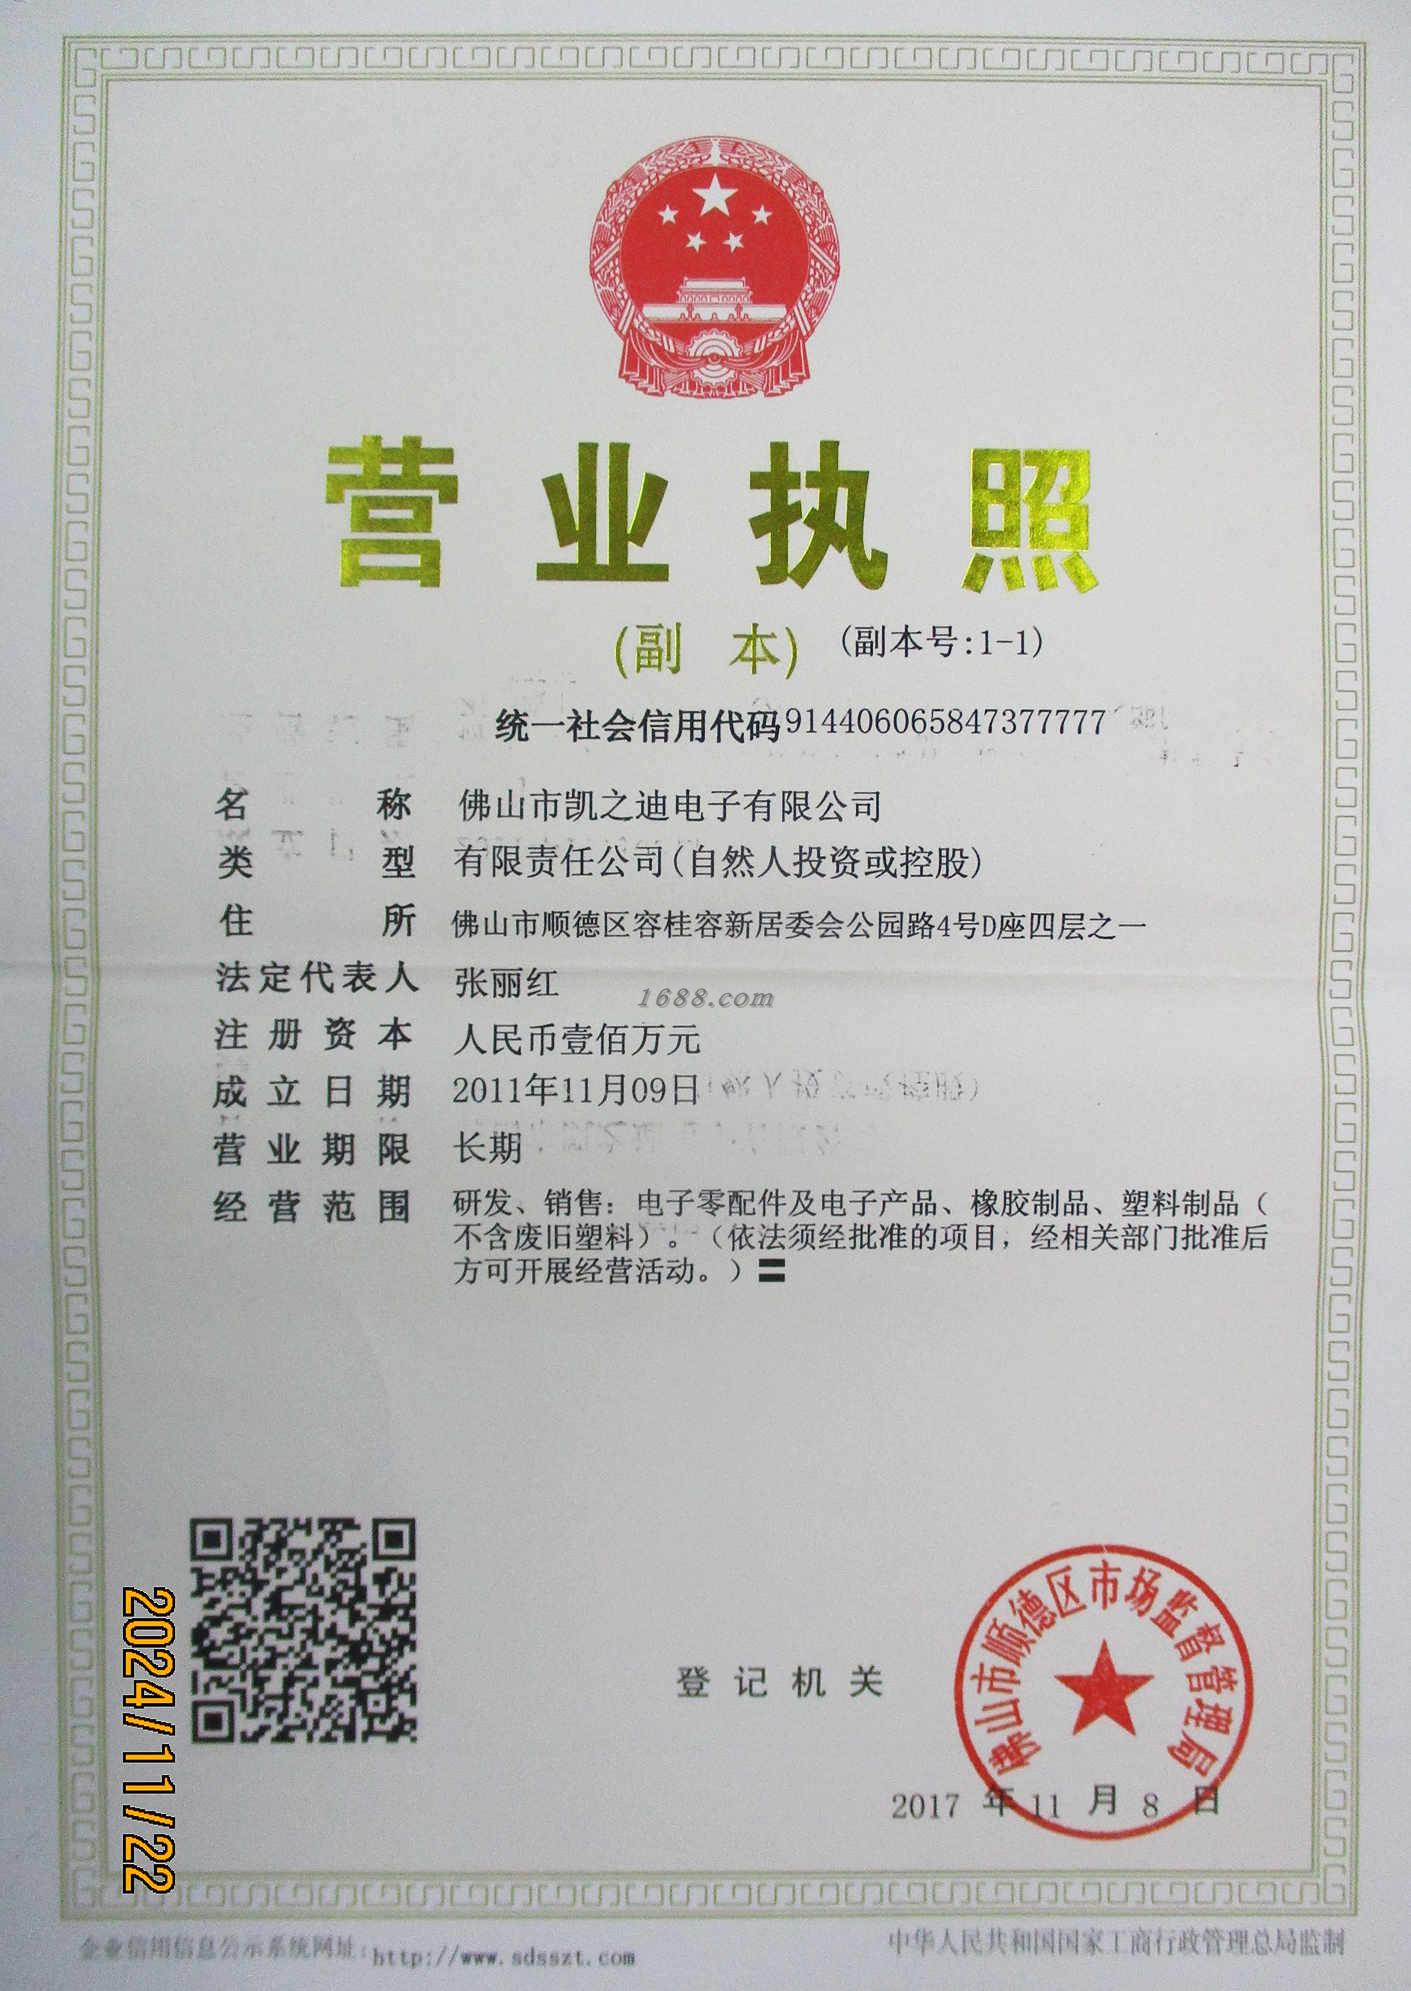 营业执照
(副 本) (副本号:1-1)
统一社会信用代码914406065847377777
名 称 佛山市凯之迪电子有限公司
类 型 有限责任公司(自然人投资或控股)
住 所 佛山市顺德区容桂容新居委会公园路4号D座四层之一
法定代表人 张丽红
1688.com
注册资本 人民币壹佰万元
成立日期 2011年11月09日
营业期限 长期
经营范围 研发、销售：电子零配件及电子产品、橡胶制品、塑料制品（
不含废旧塑料）。（依法须经批准的项目，经相关部门批准后
方可开展经营活动。）〓
佛山市顺德区市场监督管理局
登记机关
2017 年 11 月 8 日
2024/11/22
企业信用信息公示系统网址：http://www.sdsszt.com
中华人民共和国国家工商行政管理总局监制